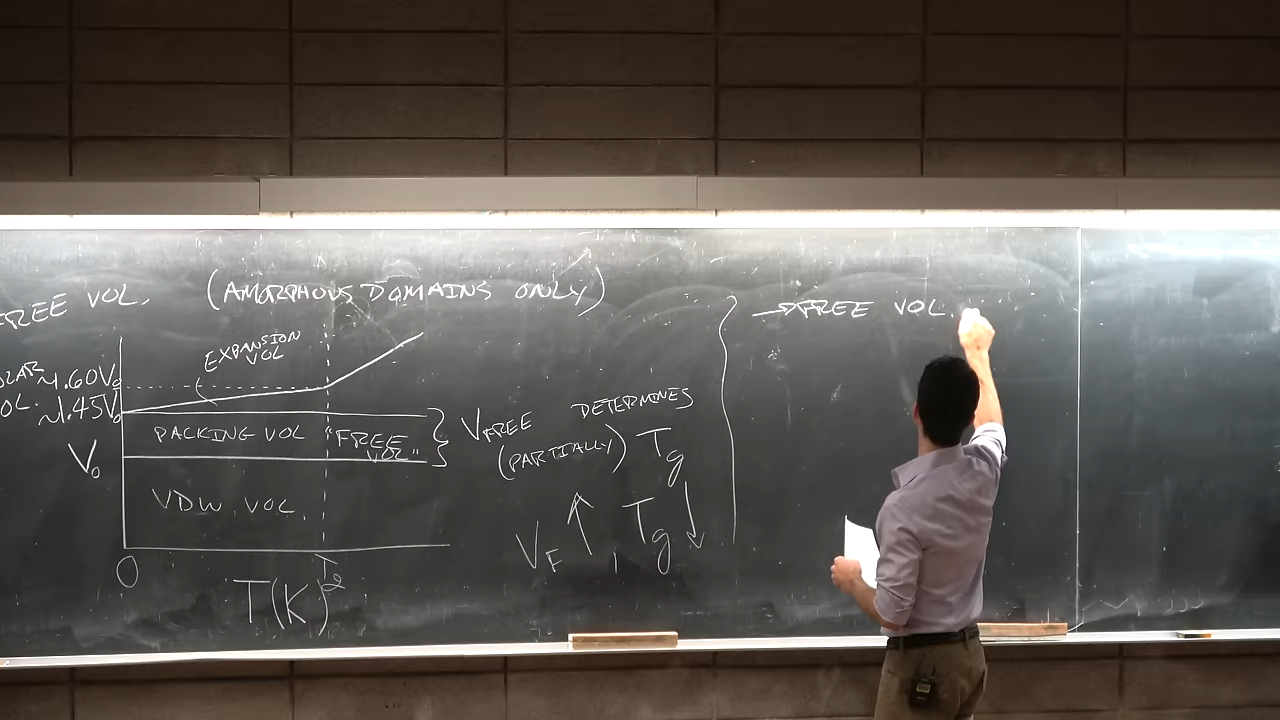 FREE VOL. (AMORPHOUS DOMAINS ONLY)
EXPANSION
VOL
~1.60V₀
~1.45V₀
V₀
PACKING VOL "FREE
VOL"
VDW. VOL.
0
Tg
T(K)
VFREE DETERMINES
(PARTIALLY) Tg
VF ↑, Tg ↓
→FREE VOL.